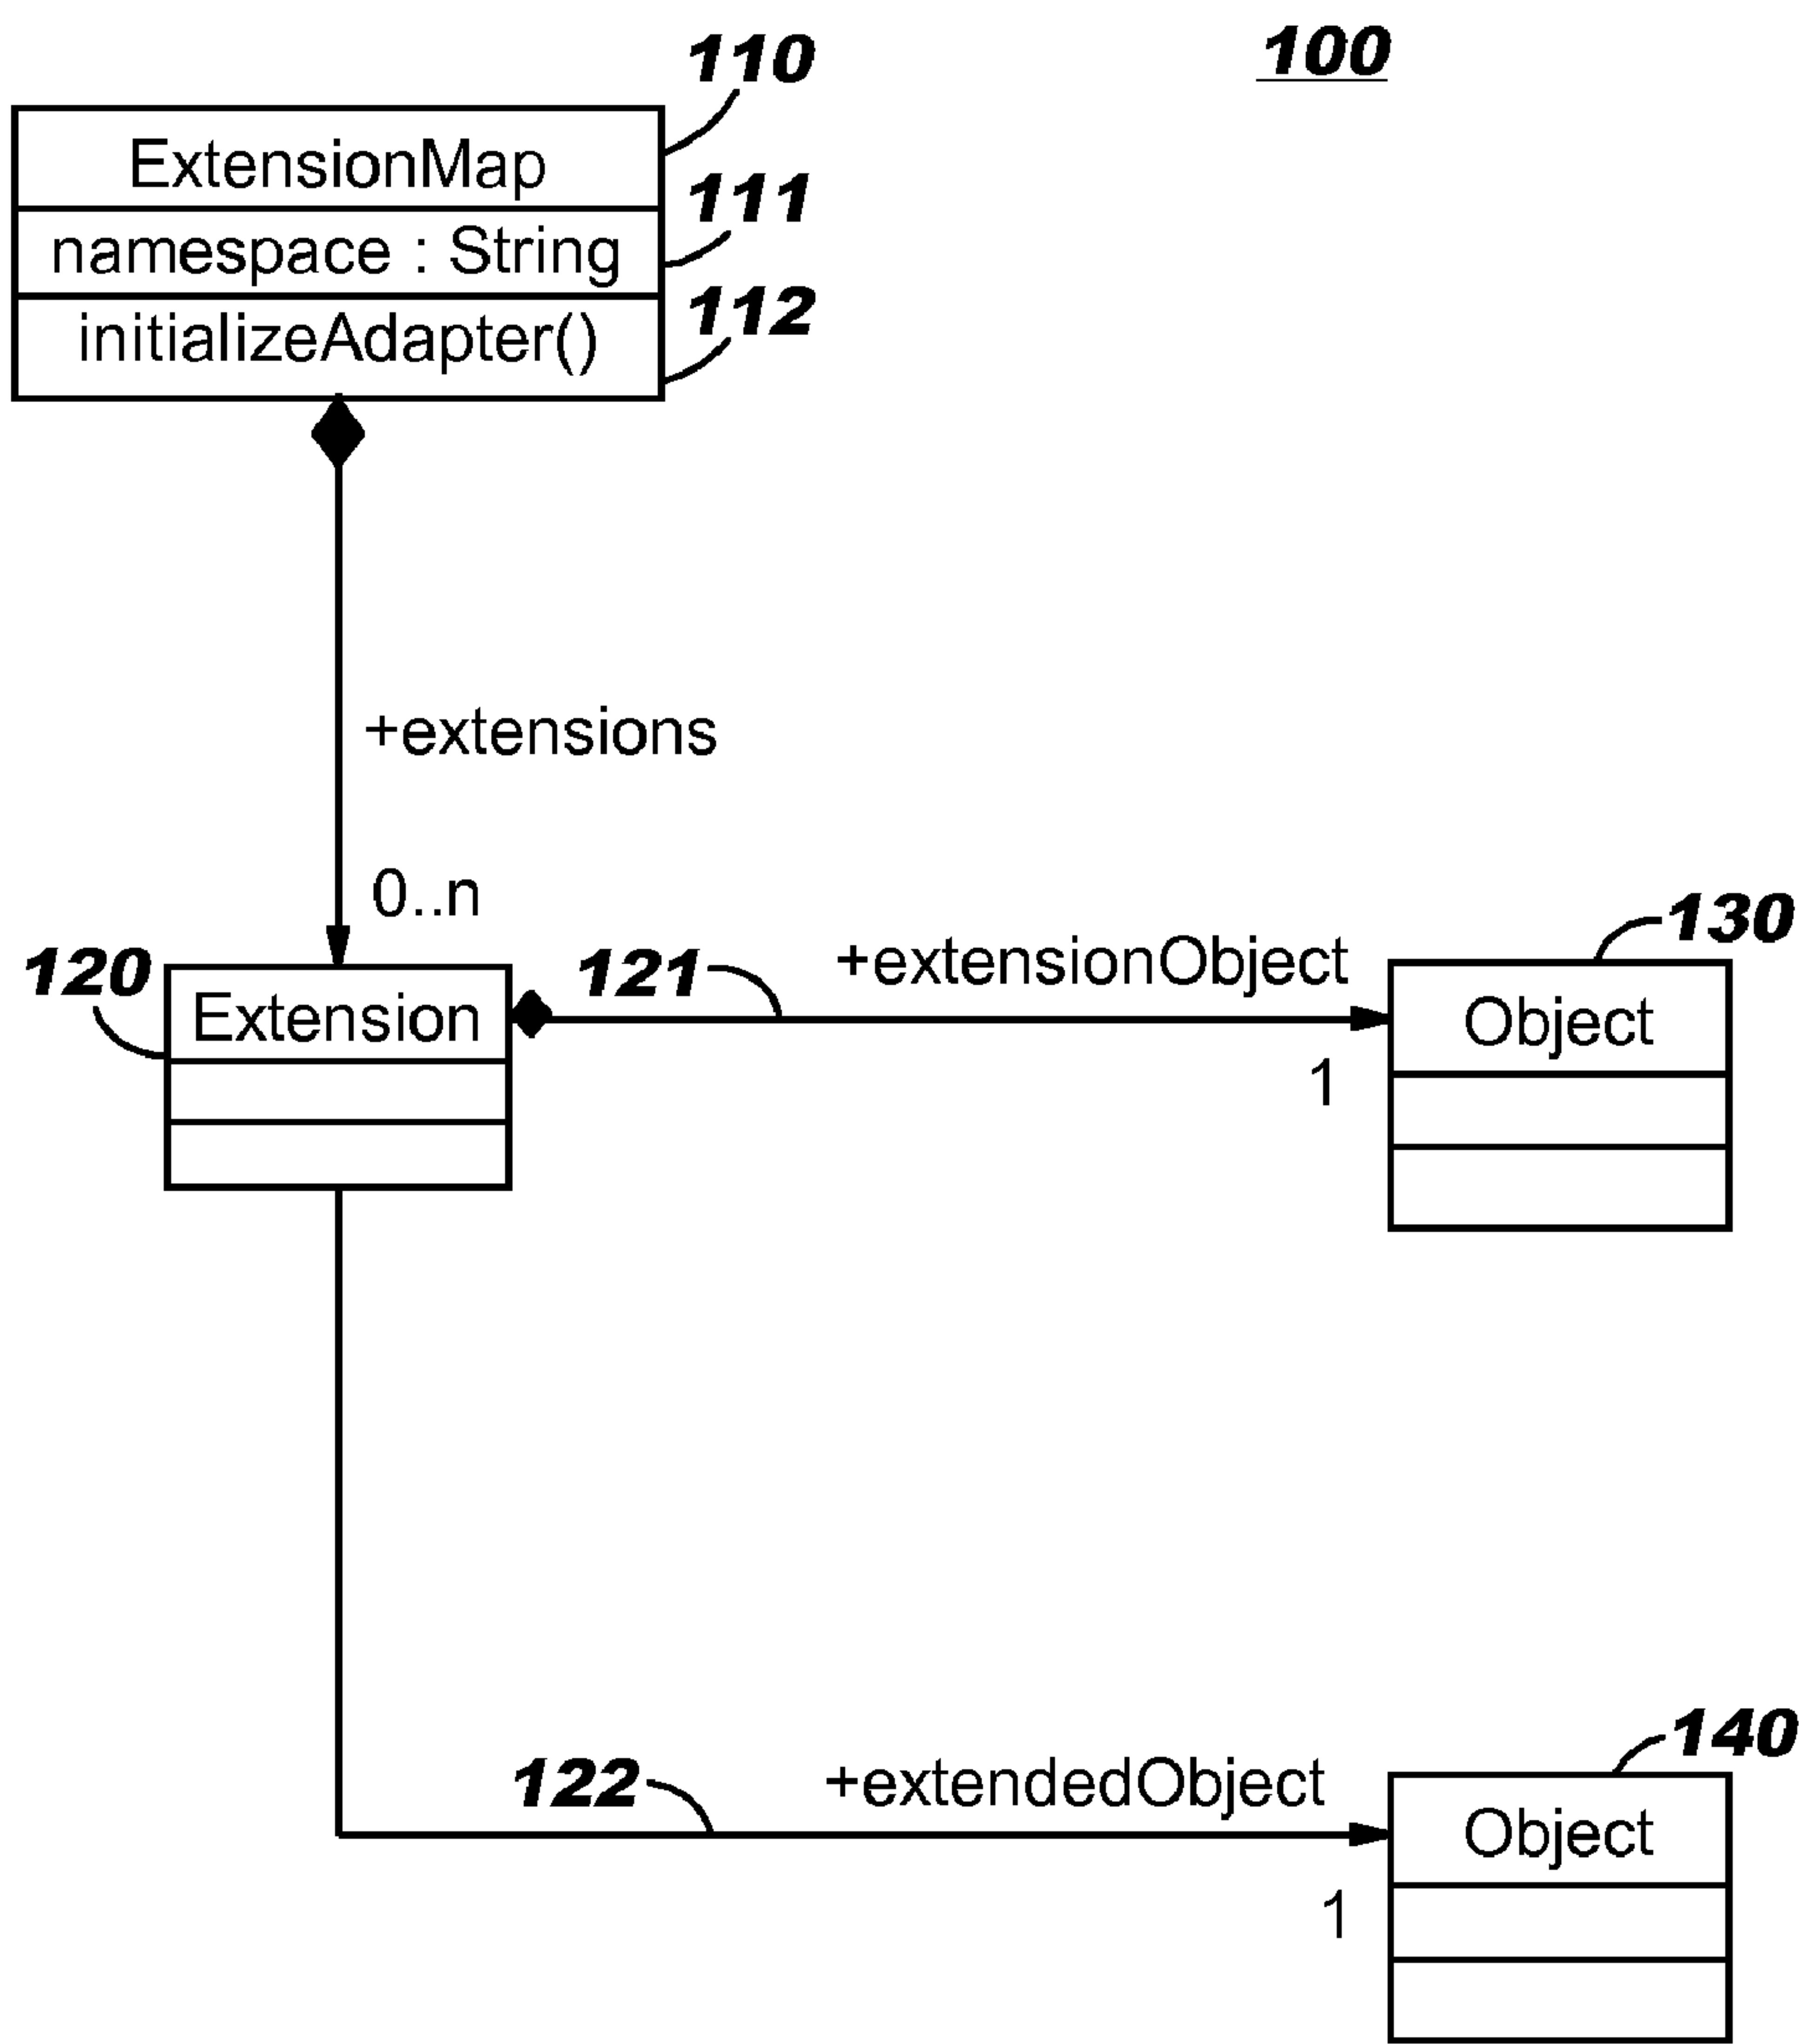 110
100
ExtensionMap
111
namespace : String
112
initializeAdapter()
+extensions
0..n
130
120
121
+extensionObject
Extension
Object
1
140
122
+extendedObject
Object
1